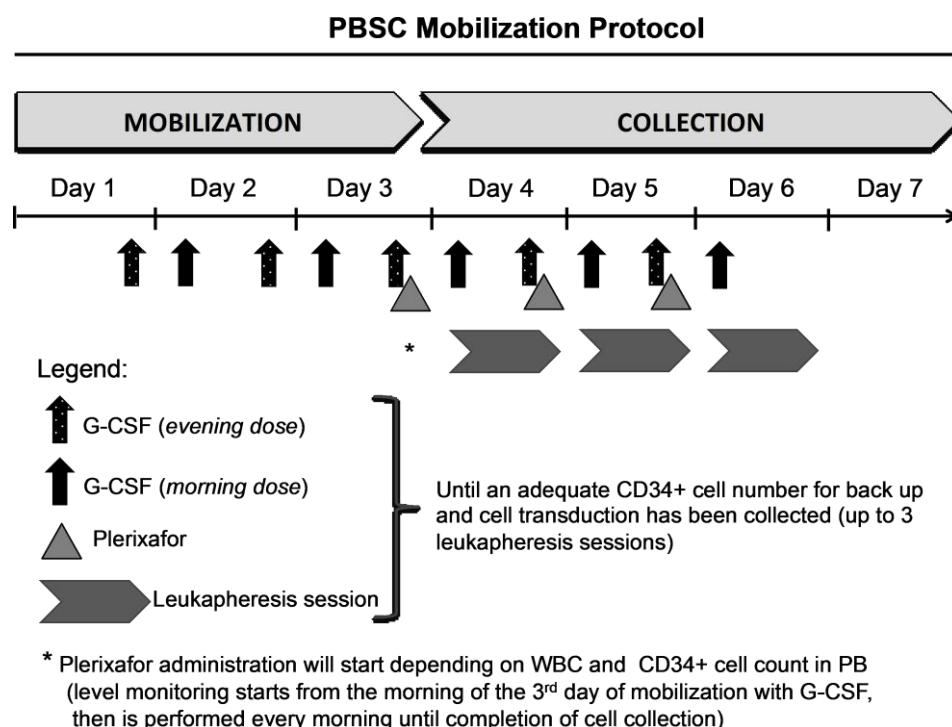 PBSC Mobilization Protocol
MOBILIZATION
COLLECTION
Day 1 Day 2 Day 3 Day 4 Day 5 Day 6 Day 7
*
Legend:
G-CSF (evening dose)
G-CSF (morning dose)
Plerixafor
Leukapheresis session
Until an adequate CD34+ cell number for back up
and cell transduction has been collected (up to 3
leukapheresis sessions)
* Plerixafor administration will start depending on WBC and CD34+ cell count in PB
(level monitoring starts from the morning of the 3rd day of mobilization with G-CSF,
then is performed every morning until completion of cell collection)